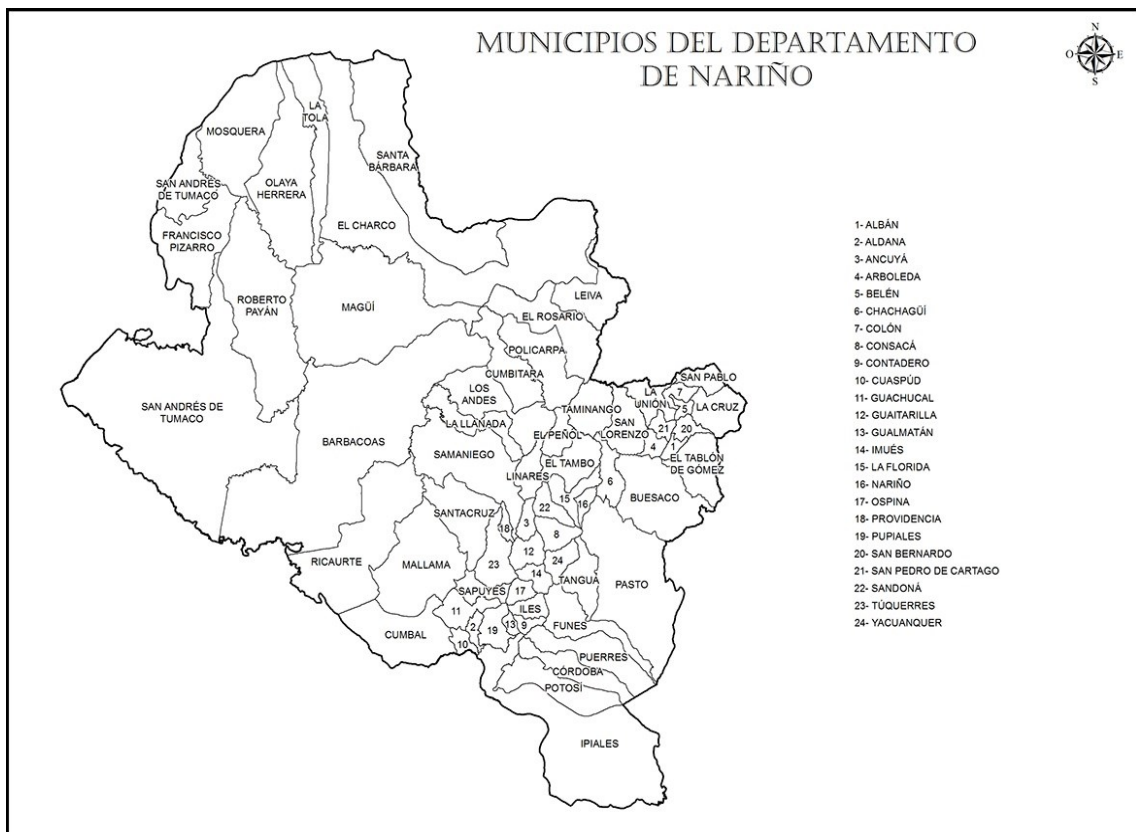 MUNICIPIOS DEL DEPARTAMENTO
DE NARIÑO
N
O
E
S
LA
TOLA
MOSQUERA
SANTA
BÁRBARA
SAN ANDRÉS
DE TUMACO
OLAYA
HERRERA
EL CHARCO
FRANCISCO
PIZARRO
ROBERTO
PAYÁN
MAGÜÍ
LEIVA
EL ROSARIO
POLICARPA
CUMBITARA
SAN PABLO
LOS
ANDES
LA
UNIÓN
7
5
LA CRUZ
SAN ANDRÉS DE
TUMACO
TAMINANGO
LA LLANADA
SAN
LORENZO
21
20
BARBACOAS
EL PEÑOL
4
1
SAMANIEGO
EL TABLÓN
DE GÓMEZ
EL TAMBO
LINARES
6
BUESACO
15
16
22
SANTACRUZ
18
3
8
RICAURTE
MALLAMA
23
12
24
14
TANGUA
PASTO
SAPUYES
17
11
ILES
2
19
13
9
FUNES
CUMBAL
10
PUERRES
CÓRDOBA
POTOSÍ
IPIALES
1- ALBÁN
2- ALDANA
3- ANCUYÁ
4- ARBOLEDA
5- BELÉN
6- CHACHAGÜÍ
7- COLÓN
8- CONSACÁ
9- CONTADERO
10- CUASPÚD
11- GUACHUCAL
12- GUAITARILLA
13- GUALMATÁN
14- IMUÉS
15- LA FLORIDA
16- NARIÑO
17- OSPINA
18- PROVIDENCIA
19- PUPIALES
20- SAN BERNARDO
21- SAN PEDRO DE CARTAGO
22- SANDONÁ
23- TÚQUERRES
24- YACUANQUER